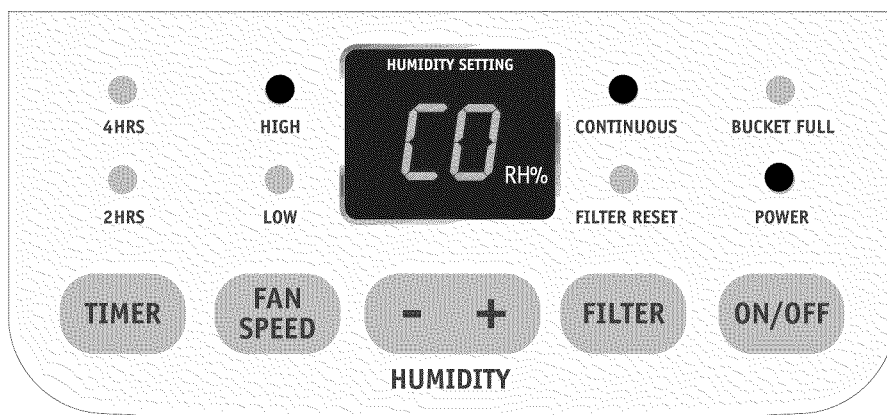 HUMIDITY SETTING
CO
RH%
4HRS
HIGH
CONTINUOUS
BUCKET FULL
2HRS
LOW
FILTER RESET
POWER
TIMER
FAN
SPEED
- +
FILTER
ON/OFF
HUMIDITY